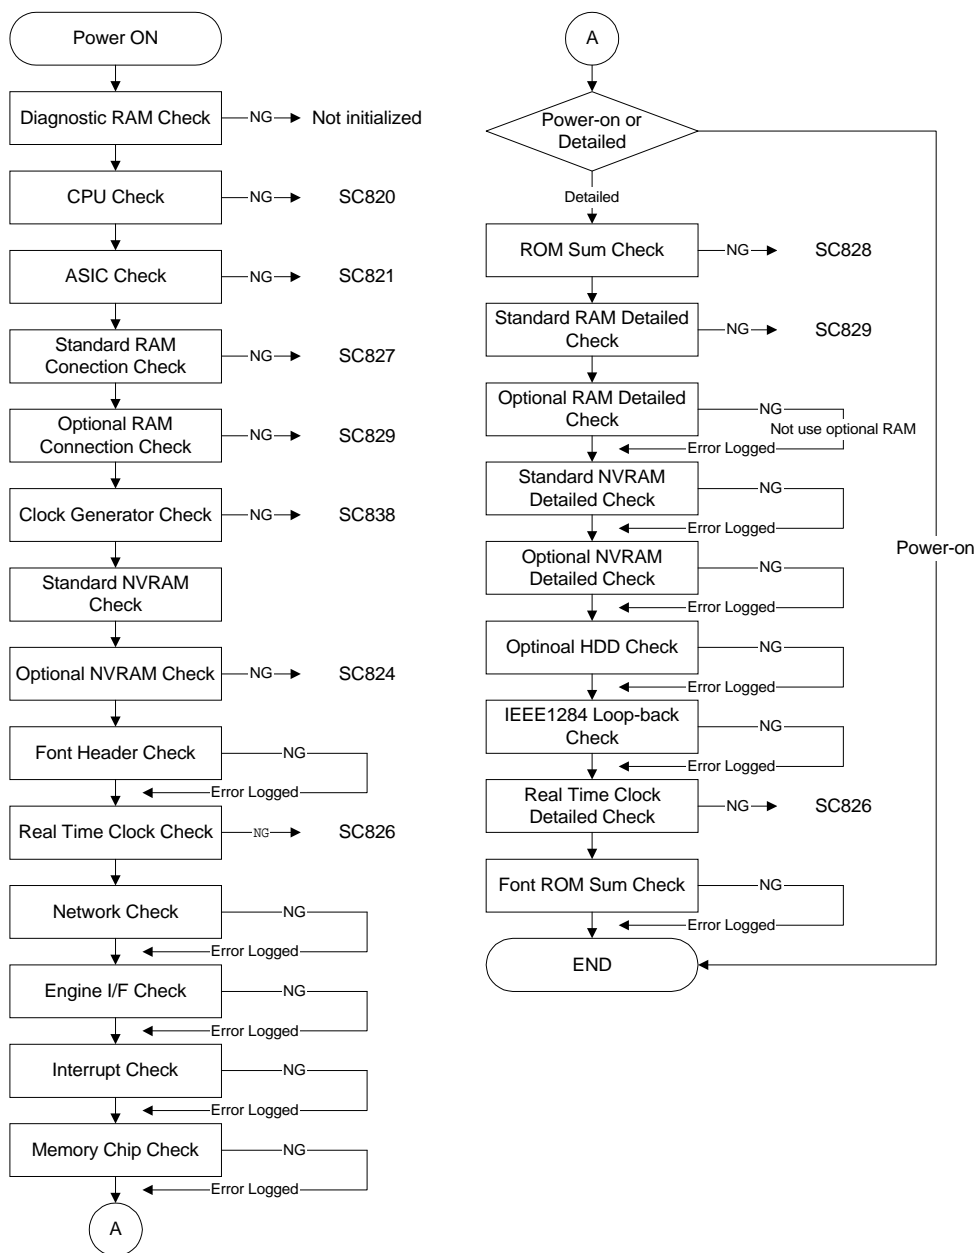 Power ON
Diagnostic RAM Check
NG
Not initialized
CPU Check
NG
SC820
ASIC Check
NG
SC821
Standard RAM
Conection Check
NG
SC827
Optional RAM
Connection Check
NG
SC829
Clock Generator Check
NG
SC838
Standard NVRAM
Check
Optional NVRAM Check
NG
SC824
Font Header Check
NG
Error Logged
Real Time Clock Check
NG
SC826
Network Check
NG
Error Logged
Engine I/F Check
NG
Error Logged
Interrupt Check
NG
Error Logged
Memory Chip Check
NG
Error Logged
A
A
Power-on or
Detailed
Detailed
ROM Sum Check
NG
SC828
Standard RAM Detailed
Check
NG
SC829
Optional RAM Detailed
Check
NG
Not use optional RAM
Error Logged
Standard NVRAM
Detailed Check
NG
Error Logged
Optional NVRAM
Detailed Check
NG
Error Logged
Optinoal HDD Check
NG
Error Logged
IEEE1284 Loop-back
Check
NG
Error Logged
Real Time Clock
Detailed Check
NG
SC826
Font ROM Sum Check
NG
Error Logged
END
Power-on